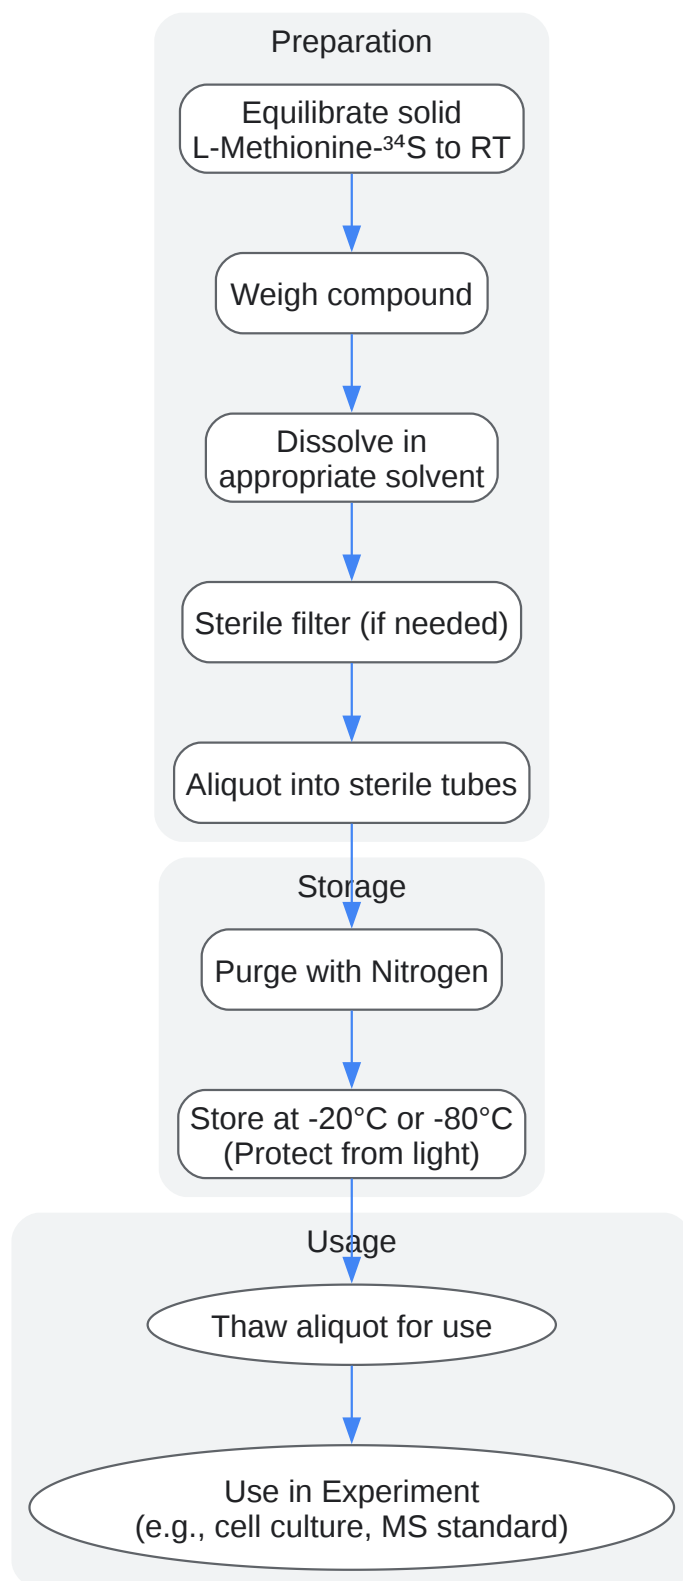 Preparation
Equilibrate solid
L-Methionine-³⁴S to RT
Weigh compound
Dissolve in
appropriate solvent
Sterile filter (if needed)
Aliquot into sterile tubes
Storage
Purge with Nitrogen
Store at -20°C or -80°C
(Protect from light)
Usage
Thaw aliquot for use
Use in Experiment
(e.g., cell culture, MS standard)